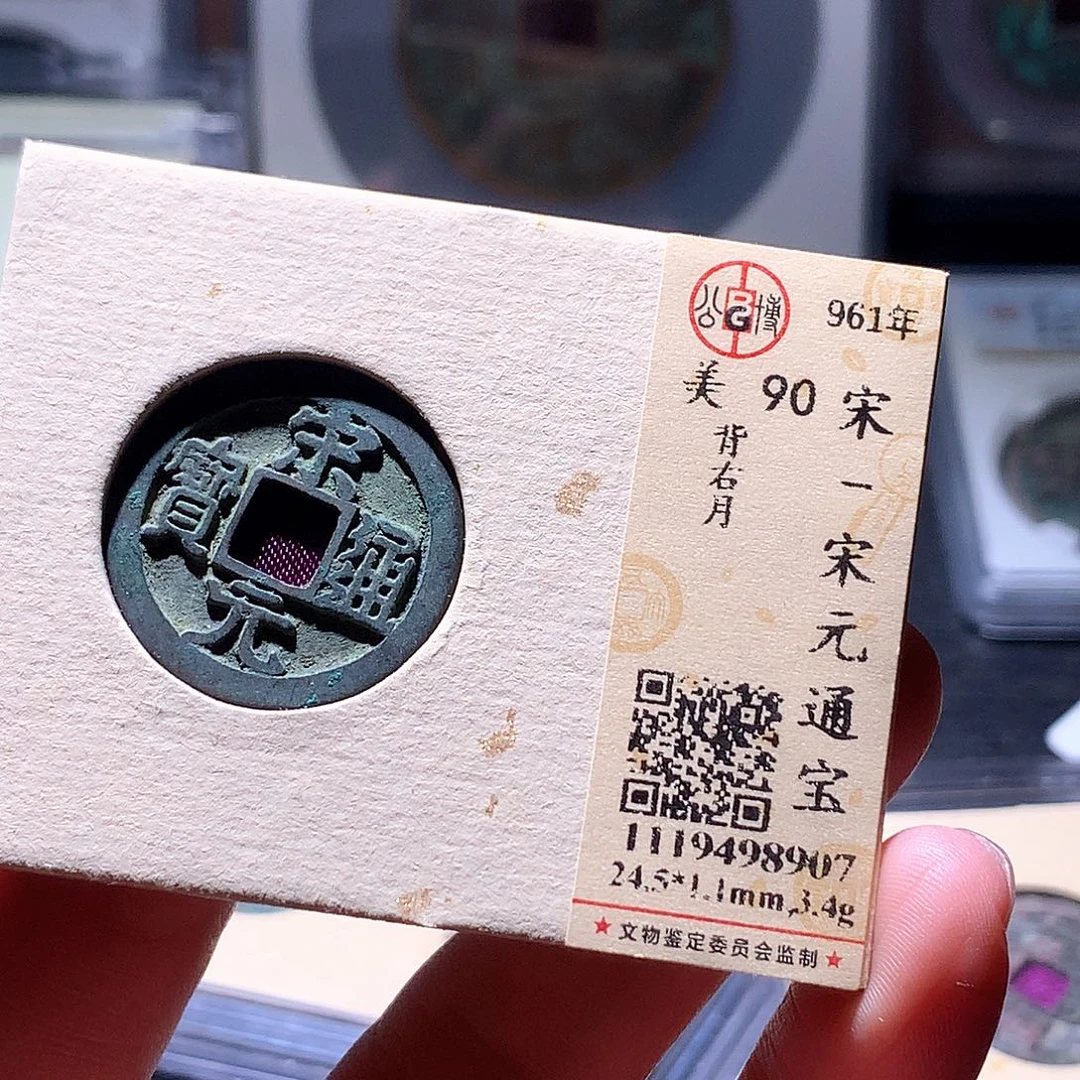 宋
元
通
寶
公 BG 博
961年
美 90
背右月
宋一宋元通宝
1119498907
24.5*1.1mm,3.4g
★文物鉴定委员会监制★